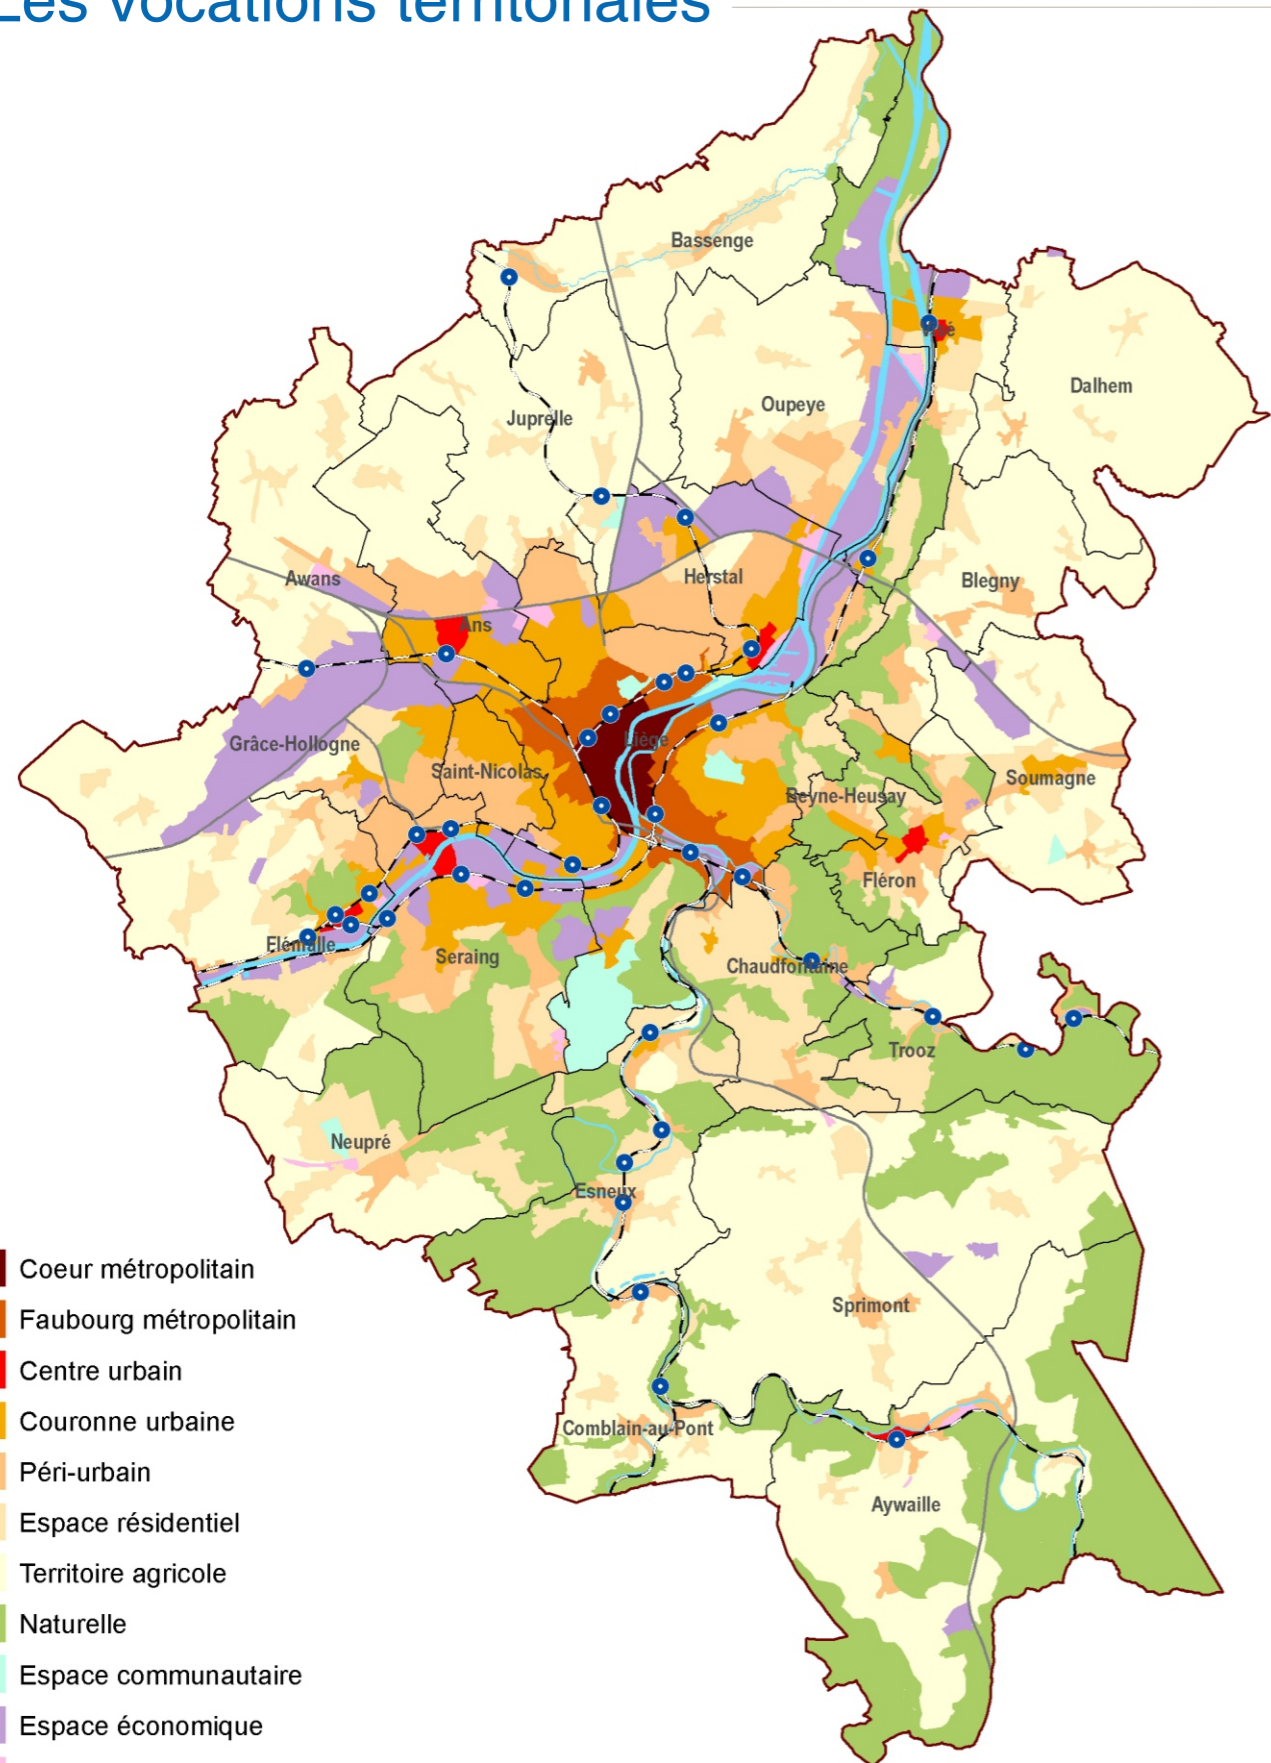 Les vocations territoriales
Bassenge
Visé
Dalhem
Oupeye
Juprelle
Awans
Herstal
Blegny
Ans
Grâce-Hollogne
Liège
Saint-Nicolas
Soumagne
Beyne-Heusay
Fléron
Flémalle
Seraing
Chaudfontaine
Trooz
Neupré
Esneux
Sprimont
Comblain-au-Pont
Aywaille
Coeur métropolitain
Faubourg métropolitain
Centre urbain
Couronne urbaine
Péri-urbain
Espace résidentiel
Territoire agricole
Naturelle
Espace communautaire
Espace économique